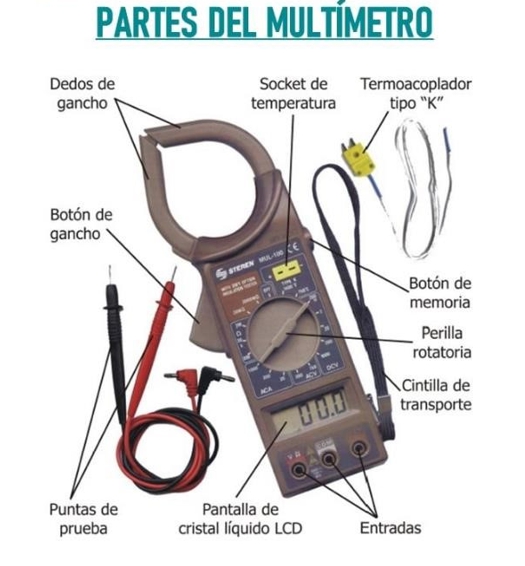 PARTES DEL MULTÍMETRO
Dedos de
gancho
Socket de
temperatura
Termoacoplador
tipo “K”
Botón de
gancho
STEREN MUL-100 CE
Botón de
memoria
Perilla
rotatoria
Cintilla de
transporte
ACA
ACV
DCV
00.0
Puntas de
prueba
Pantalla de
cristal líquido LCD
Entradas